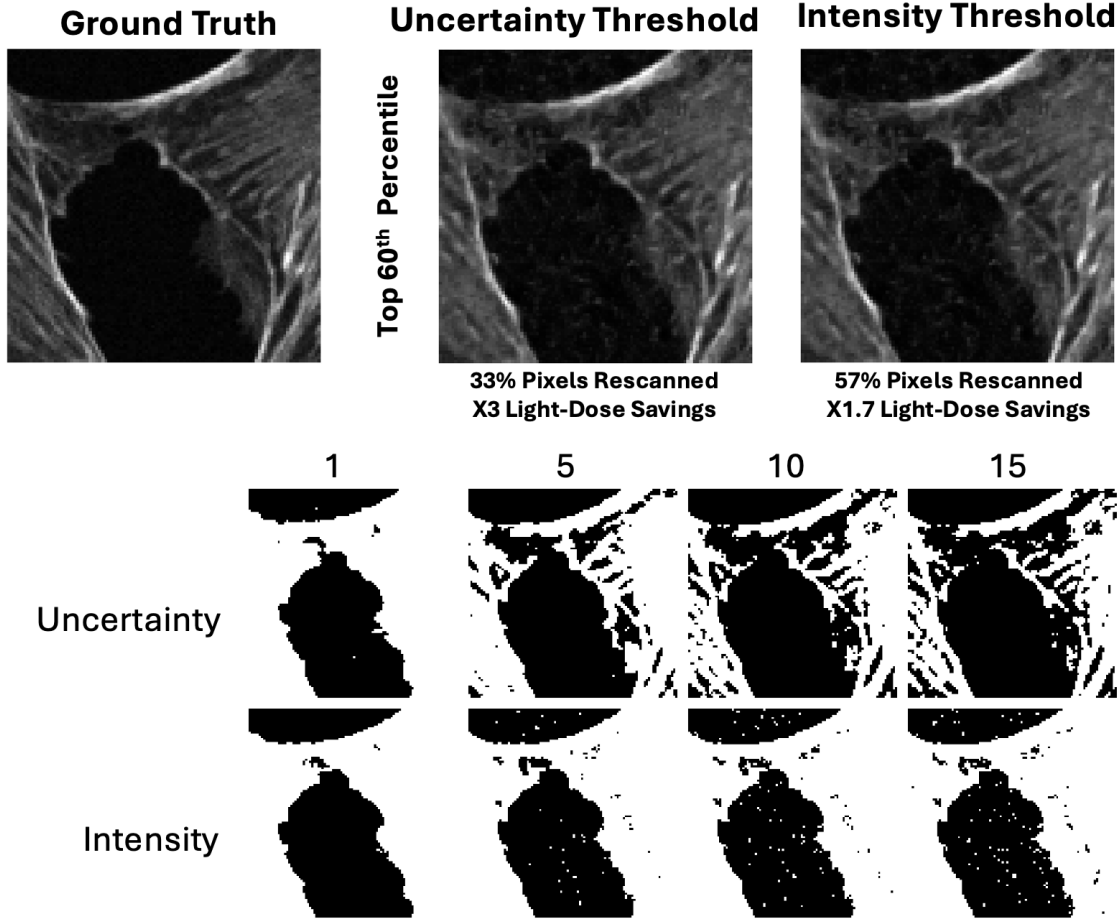 Ground Truth
Uncertainty Threshold
Intensity Threshold
Top 60th Percentile
33% Pixels Rescanned
X3 Light-Dose Savings
57% Pixels Rescanned
X1.7 Light-Dose Savings
1 5 10 15
Uncertainty
Intensity